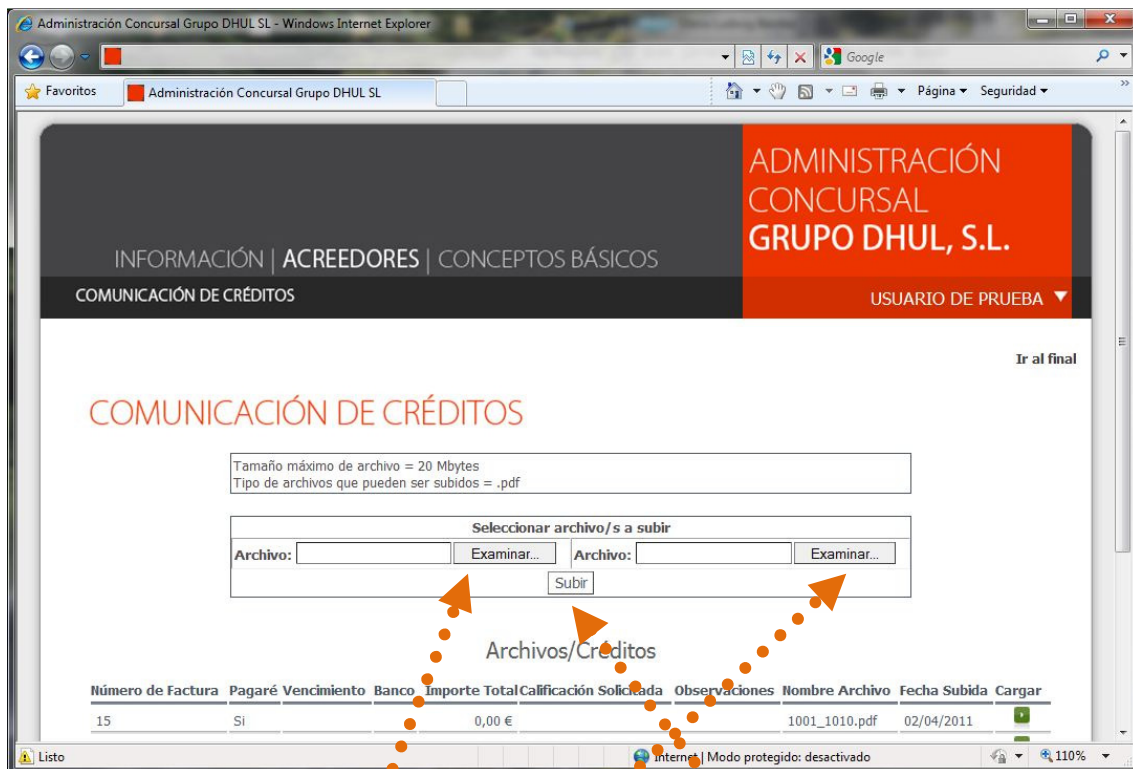 Administración Concursal Grupo DHUL SL - Windows Internet Explorer
Google
Favoritos
Administración Concursal Grupo DHUL SL
Página
Seguridad
ADMINISTRACIÓN
CONCURSAL
GRUPO DHUL, S.L.
INFORMACIÓN | ACREEDORES | CONCEPTOS BÁSICOS
COMUNICACIÓN DE CRÉDITOS
USUARIO DE PRUEBA
Ir al final
COMUNICACIÓN DE CRÉDITOS
Tamaño máximo de archivo = 20 Mbytes
Tipo de archivos que pueden ser subidos = .pdf
Seleccionar archivo/s a subir
Archivo: Examinar... Archivo: Examinar...
Subir
Archivos/Créditos
Número de Factura Pagaré Vencimiento Banco Importe Total Calificación Solicitada Observaciones Nombre Archivo Fecha Subida Cargar
15 Si 0,00 € 1001_1010.pdf 02/04/2011
Listo
Internet | Modo protegido: desactivado
110%